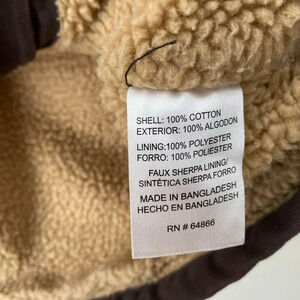 SHELL: 100% COTTON
EXTERIOR: 100% ALGODON
LINING:100% POLYESTER
FORRO: 100% POLIESTER
FAUX SHERPA LINING/
SINTÉTICA SHERPA FORRO
MADE IN BANGLADESH
HECHO EN BANGLADESH
RN # 64866